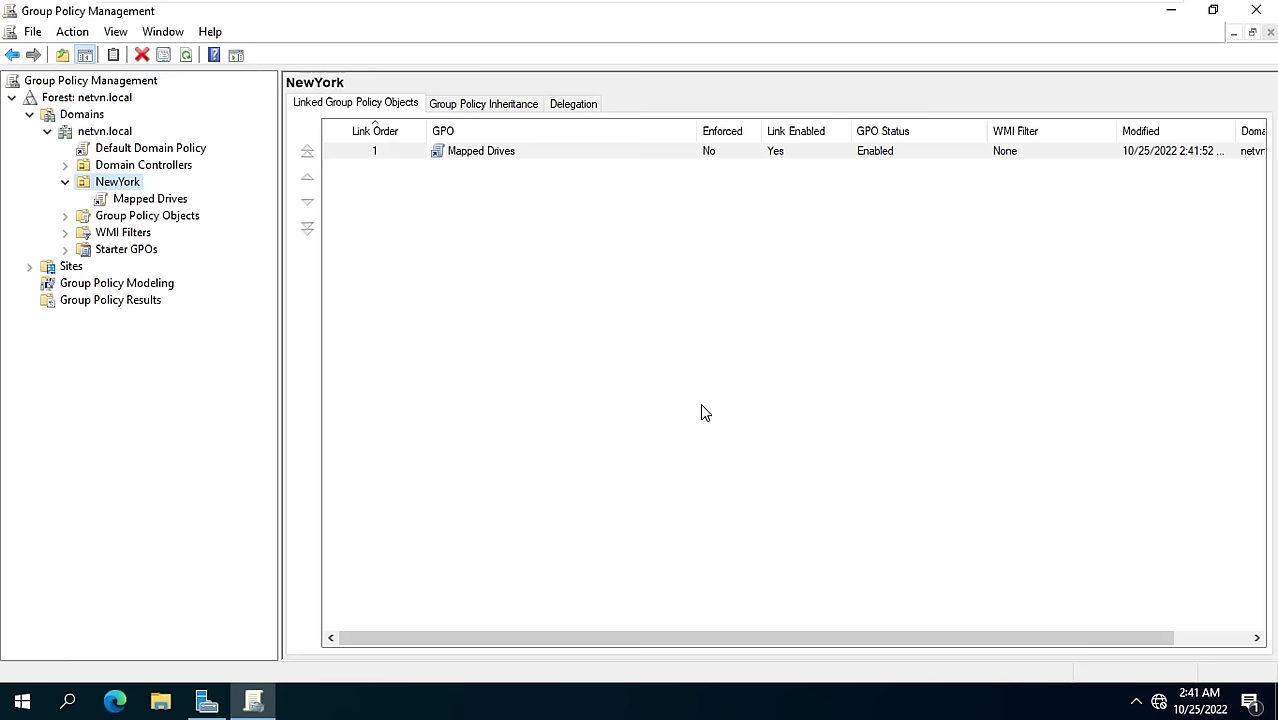 Group Policy Management
File Action View Window Help
Group Policy Management
Forest: netvn.local
Domains
netvn.local
Default Domain Policy
Domain Controllers
NewYork
Mapped Drives
Group Policy Objects
WMI Filters
Starter GPOs
Sites
Group Policy Modeling
Group Policy Results
NewYork
Linked Group Policy Objects Group Policy Inheritance Delegation
Link Order GPO Enforced Link Enabled GPO Status WMI Filter Modified Doma
1 Mapped Drives No Yes Enabled None 10/25/2022 2:41:52 ... netvn
2:41 AM
10/25/2022
1